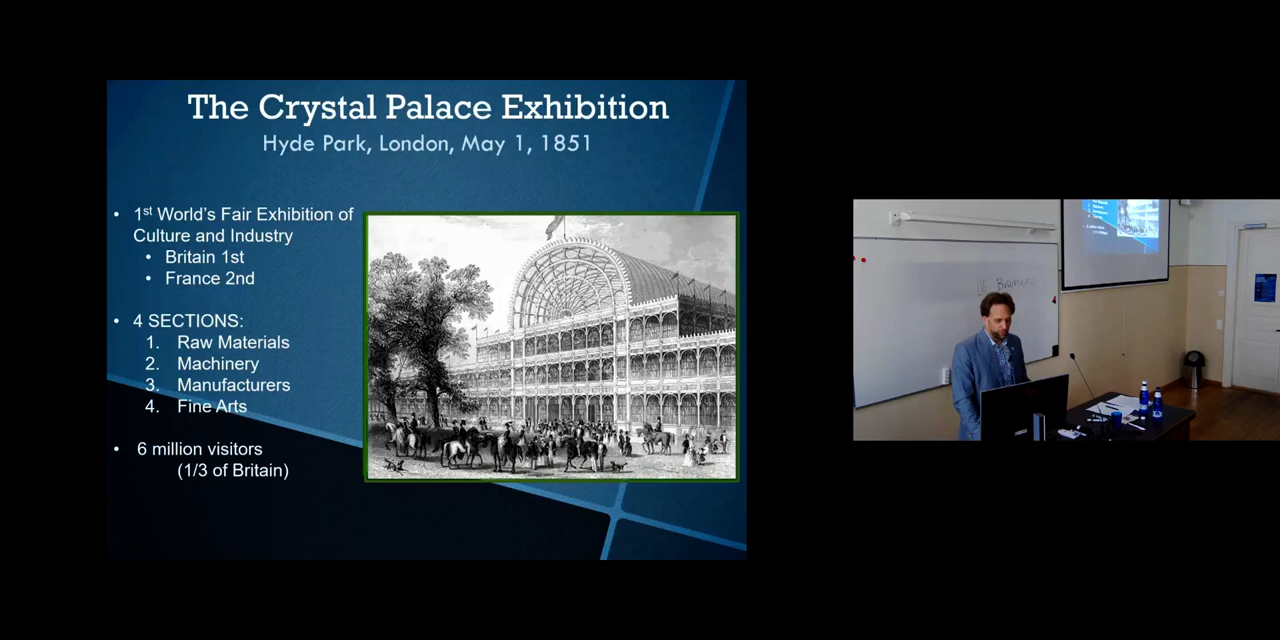 The Crystal Palace Exhibition
Hyde Park, London, May 1, 1851
• 1st World's Fair Exhibition of
Culture and Industry
• Britain 1st
• France 2nd
• 4 SECTIONS:
1. Raw Materials
2. Machinery
3. Manufacturers
4. Fine Arts
• 6 million visitors
(1/3 of Britain)